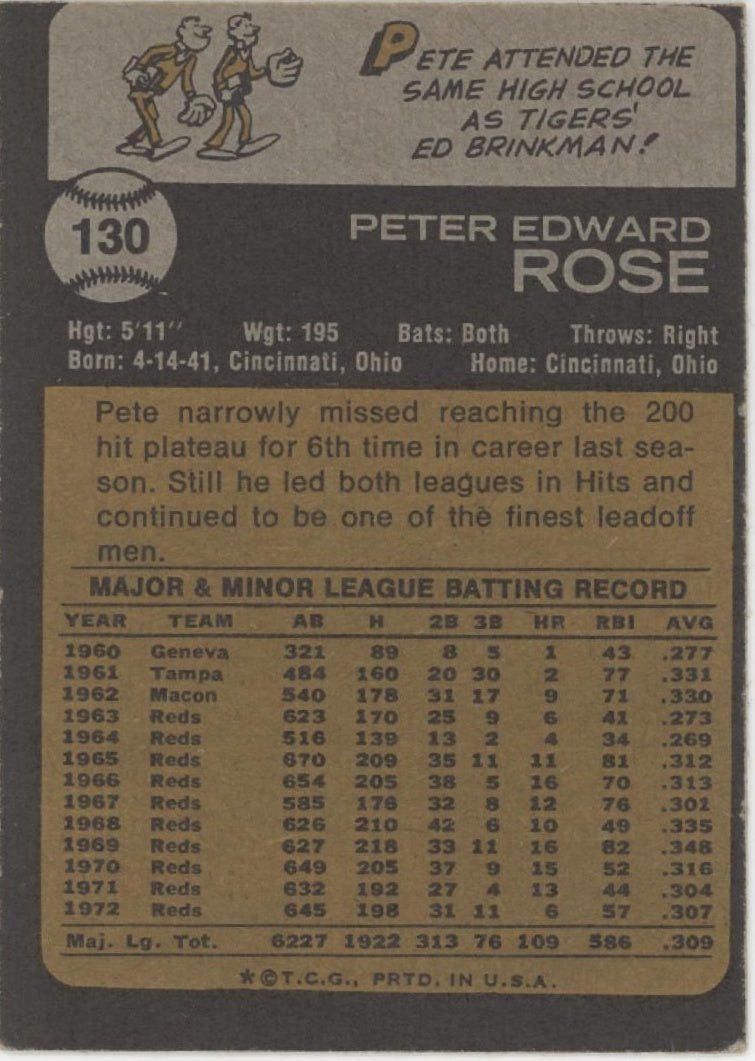 PETE ATTENDED THE
SAME HIGH SCHOOL
AS TIGERS'
ED BRINKMAN!
130
PETER EDWARD
ROSE
Hgt: 5'11" Wgt: 195 Bats: Both Throws: Right
Born: 4-14-41, Cincinnati, Ohio Home: Cincinnati, Ohio
Pete narrowly missed reaching the 200
hit plateau for 6th time in career last sea-
son. Still he led both leagues in Hits and
continued to be one of the finest leadoff
men.
MAJOR & MINOR LEAGUE BATTING RECORD
YEAR TEAM AB H 2B 3B HR RBI AVG
1960 Geneva 321 89 8 5 1 43 .277
1961 Tampa 484 160 20 30 2 77 .331
1962 Macon 540 178 31 17 9 71 .330
1963 Reds 623 170 25 9 6 41 .273
1964 Reds 516 139 13 2 4 34 .269
1965 Reds 670 209 35 11 11 81 .312
1966 Reds 654 205 38 5 16 70 .313
1967 Reds 585 176 32 8 12 76 .301
1968 Reds 626 210 42 6 10 49 .335
1969 Reds 627 218 33 11 16 82 .348
1970 Reds 649 205 37 9 15 52 .316
1971 Reds 632 192 27 4 13 44 .304
1972 Reds 645 198 31 11 6 57 .307
Maj. Lg. Tot. 6227 1922 313 76 109 586 .309
*©T.C.G., PRTD. IN U.S.A.